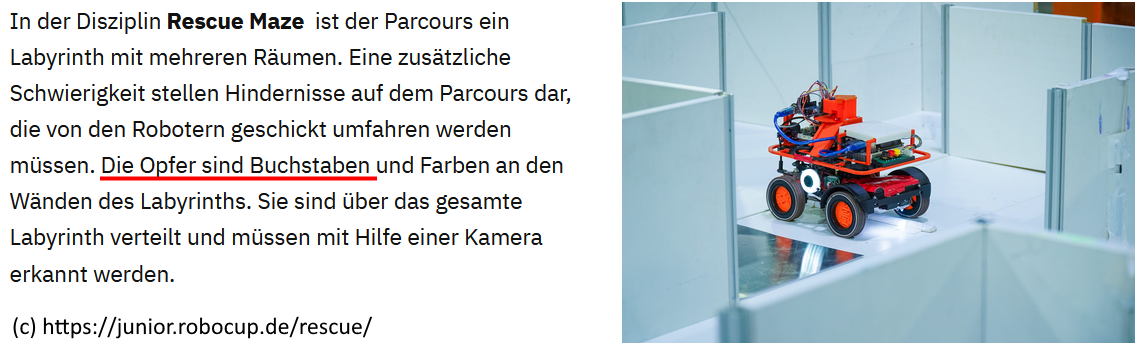 In der Disziplin Rescue Maze ist der Parcours ein
Labyrinth mit mehreren Räumen. Eine zusätzliche
Schwierigkeit stellen Hindernisse auf dem Parcours dar,
die von den Robotern geschickt umfahren werden
müssen. Die Opfer sind Buchstaben und Farben an den
Wänden des Labyrinths. Sie sind über das gesamte
Labyrinth verteilt und müssen mit Hilfe einer Kamera
erkannt werden.
(c) https://junior.robocup.de/rescue/